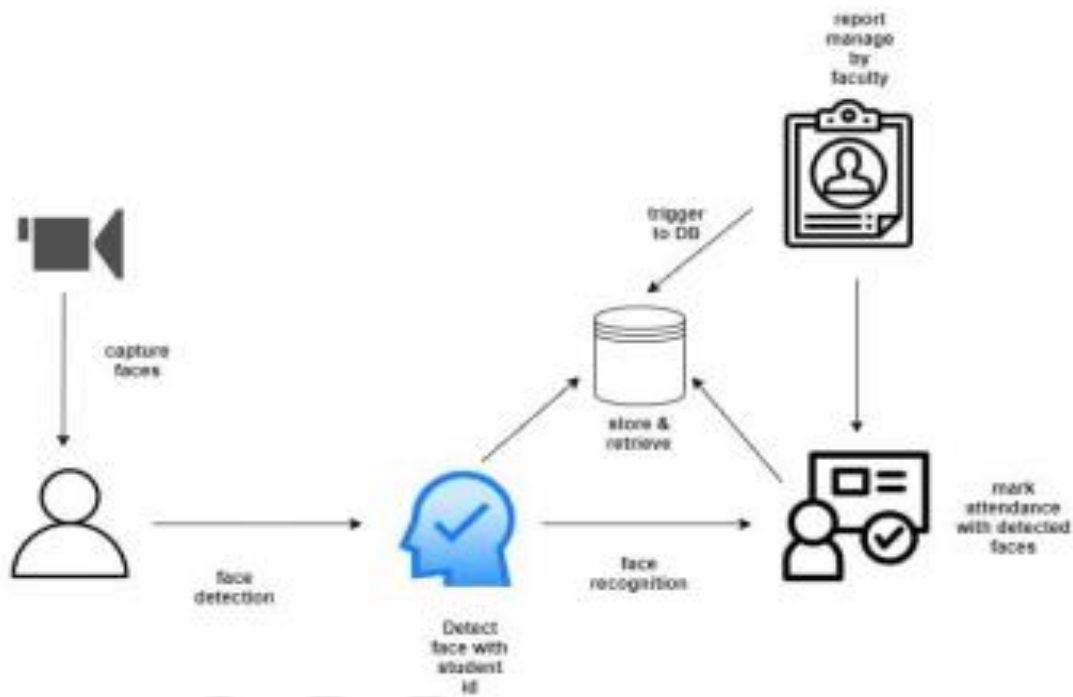 report
manage
by
faculty
trigger
to DB
capture
faces
store &
retrieve
mark
attendance
with detected
faces
face
detection
face
recognition
Detect
face with
student
id